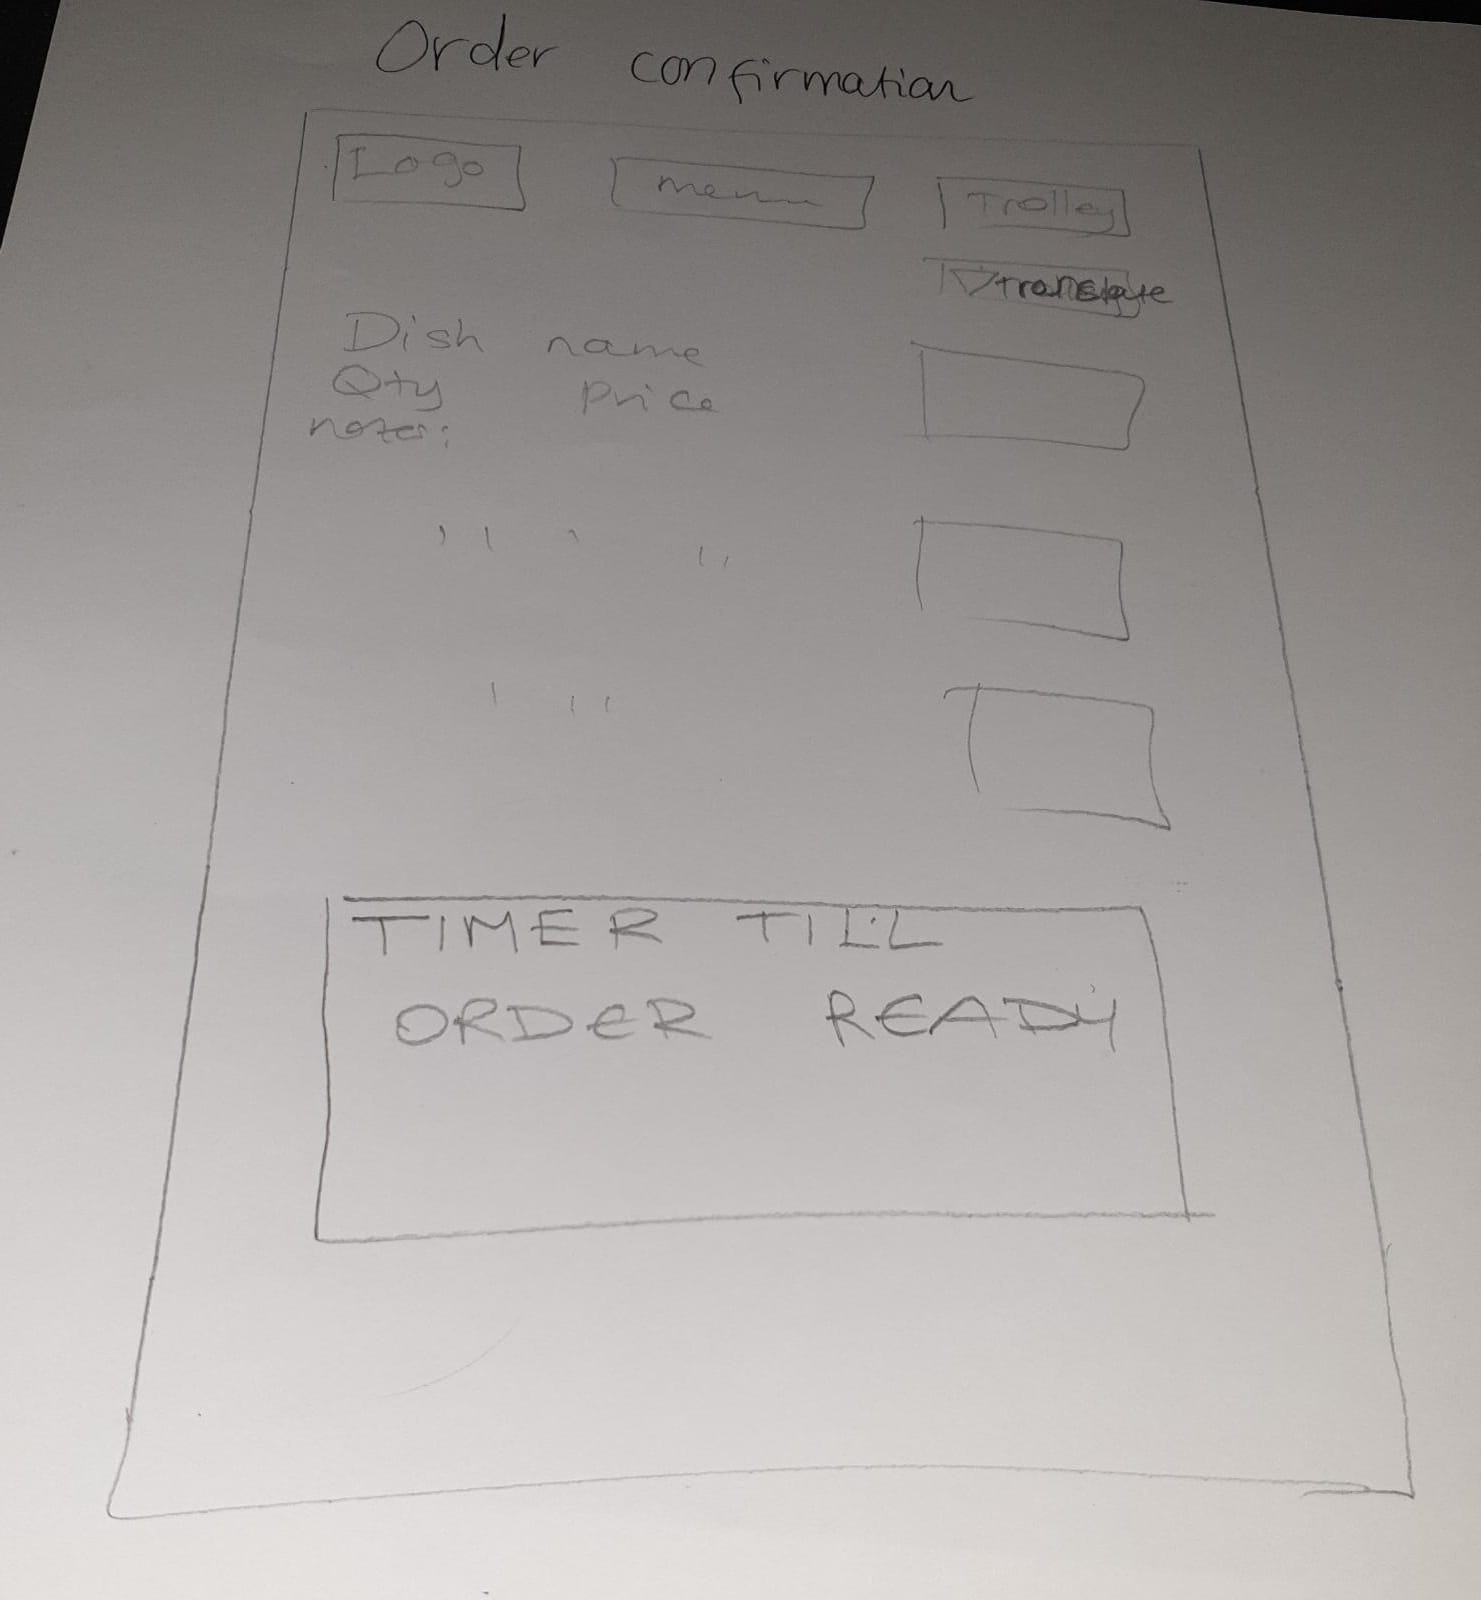 Order confirmation
Logo menu Trolley
translate
Dish name
Qty Price
notes:
,, ,,
, ,,
TIMER TILL
ORDER READY